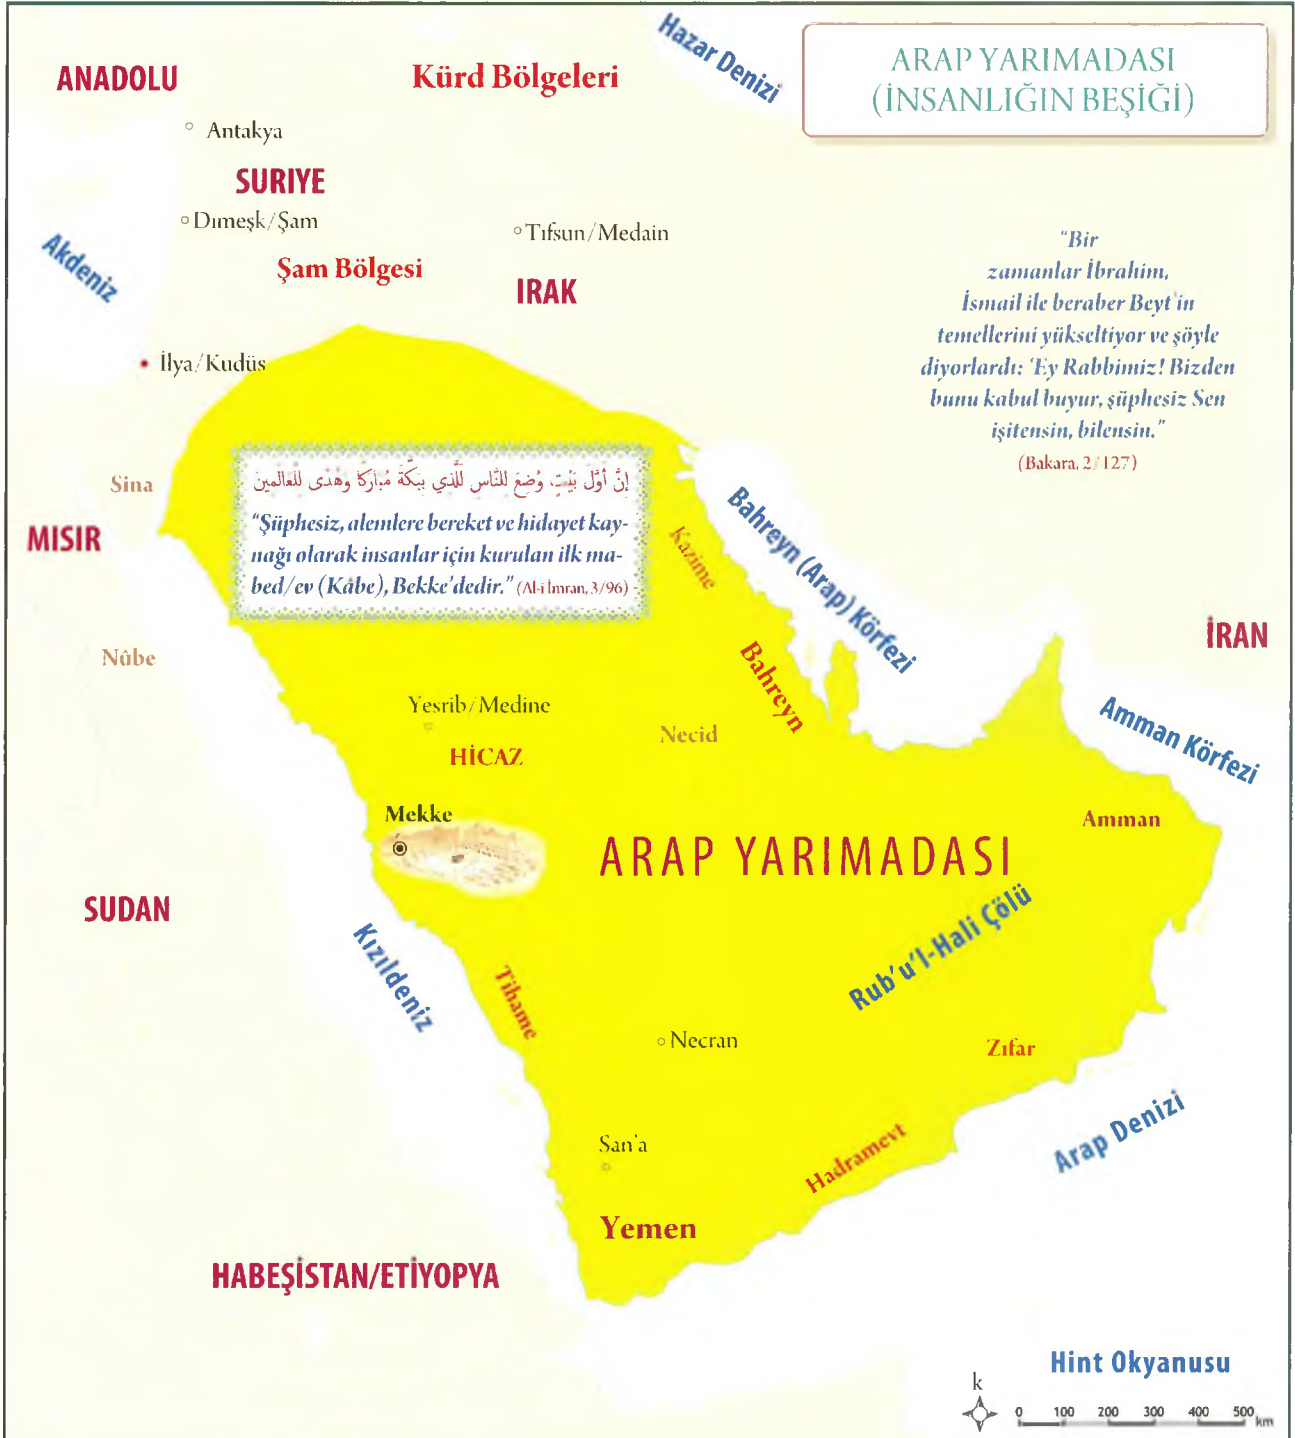 ARAP YARIMADASI
(İNSANLIĞIN BEŞİĞİ)
Hazar Denizi
ANADOLU
Kürd Bölgeleri
Antakya
SURIYE
Dımeşk/Şam
Tıfsun/Medain
Akdeniz
Şam Bölgesi
IRAK
"Bir
zamanlar İbrahim,
İsmail ile beraber Beyt'in
temellerini yükseltiyor ve şöyle
diyorlardı: 'Ey Rabbimiz! Bizden
bunu kabul buyur, şüphesiz Sen
işitensin, bilensin."
(Bakara, 2/127)
İlya/Kudüs
Sina
MISIR
إِنَّ أَوَّلَ بَيْتٍ وُضِعَ لِلنَّاسِ لَلَّذِي بِبَكَّةَ مُبَارَكًا وَهُدًى لِلْعَالَمِينَ
"Şüphesiz, alemlere bereket ve hidayet kay-
nağı olarak insanlar için kurulan ilk ma-
bed/ev (Kâbe), Bekke'dedir." (Al-i İmran, 3/96)
Kazime
Bahreyn (Arap) Körfezi
İRAN
Nûbe
Bahreyn
Yesrib/Medine
Necid
HİCAZ
Amman Körfezi
Mekke
Amman
ARAP YARIMADASI
SUDAN
Rub'u'l-Hali Çölü
Kızıldeniz
Tihame
Necran
Zıfar
Arap Denizi
San'a
Hadramevt
Yemen
HABEŞİSTAN/ETİYOPYA
Hint Okyanusu
k
0 100 200 300 400 500 km